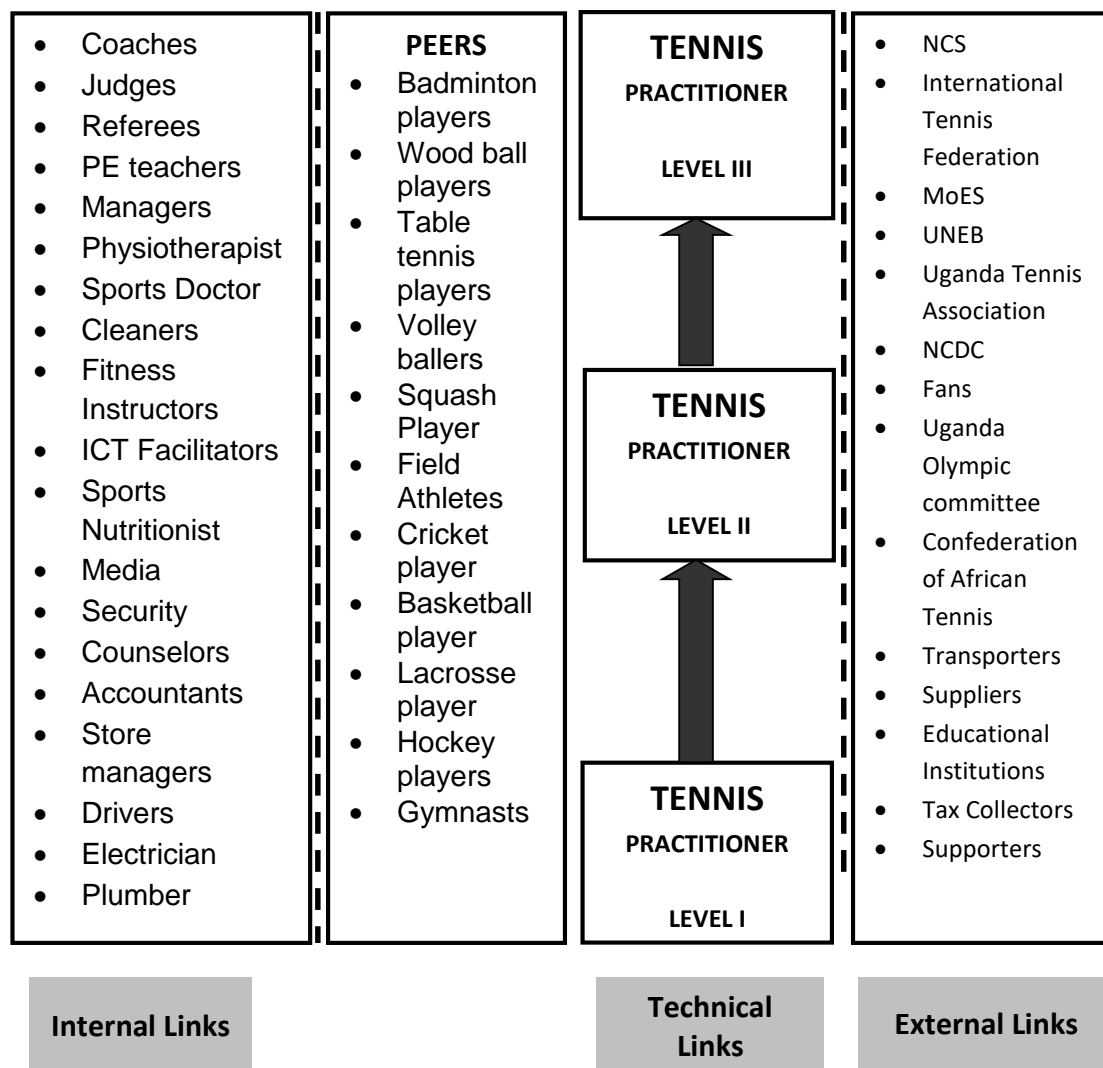 • Coaches
• Judges
• Referees
• PE teachers
• Managers
• Physiotherapist
• Sports Doctor
• Cleaners
• Fitness
Instructors
• ICT Facilitators
• Sports
Nutritionist
• Media
• Security
• Counselors
• Accountants
• Store
managers
• Drivers
• Electrician
• Plumber
PEERS
• Badminton
players
• Wood ball
players
• Table
tennis
players
• Volley
ballers
• Squash
Player
• Field
Athletes
• Cricket
player
• Basketball
player
• Lacrosse
player
• Hockey
players
• Gymnasts
TENNIS
PRACTITIONER
LEVEL III
TENNIS
PRACTITIONER
LEVEL II
TENNIS
PRACTITIONER
LEVEL I
• NCS
• International
Tennis
Federation
• MoES
• UNEB
• Uganda Tennis
Association
• NCDC
• Fans
• Uganda
Olympic
committee
• Confederation
of African
Tennis
• Transporters
• Suppliers
• Educational
Institutions
• Tax Collectors
• Supporters
Internal Links
Technical
Links
External Links